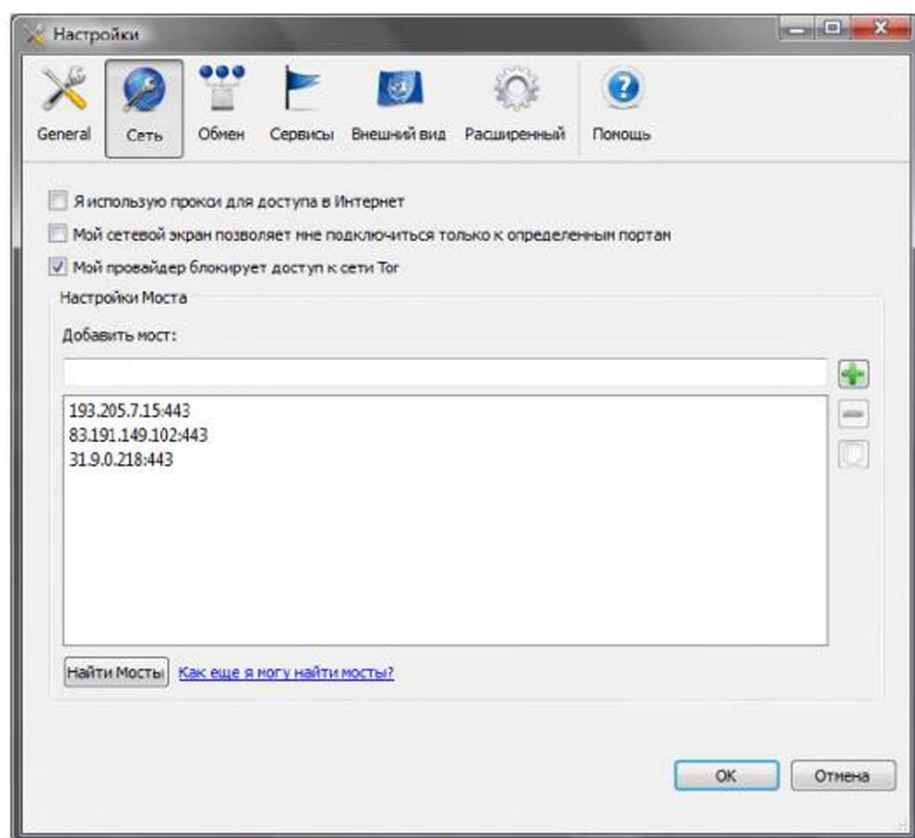 Настройки
General Сеть Обмен Сервисы Внешний вид Расширенный Помощь
Я использую прокси для доступа в Интернет
Мой сетевой экран позволяет мне подключиться только к определенным портам
Мой провайдер блокирует доступ к сети Tor
Настройки Моста
Добавить мост:
193.205.7.15:443
83.191.149.102:443
31.9.0.218:443
Найти Мосты Как еще я могу найти мосты?
OK Отмена